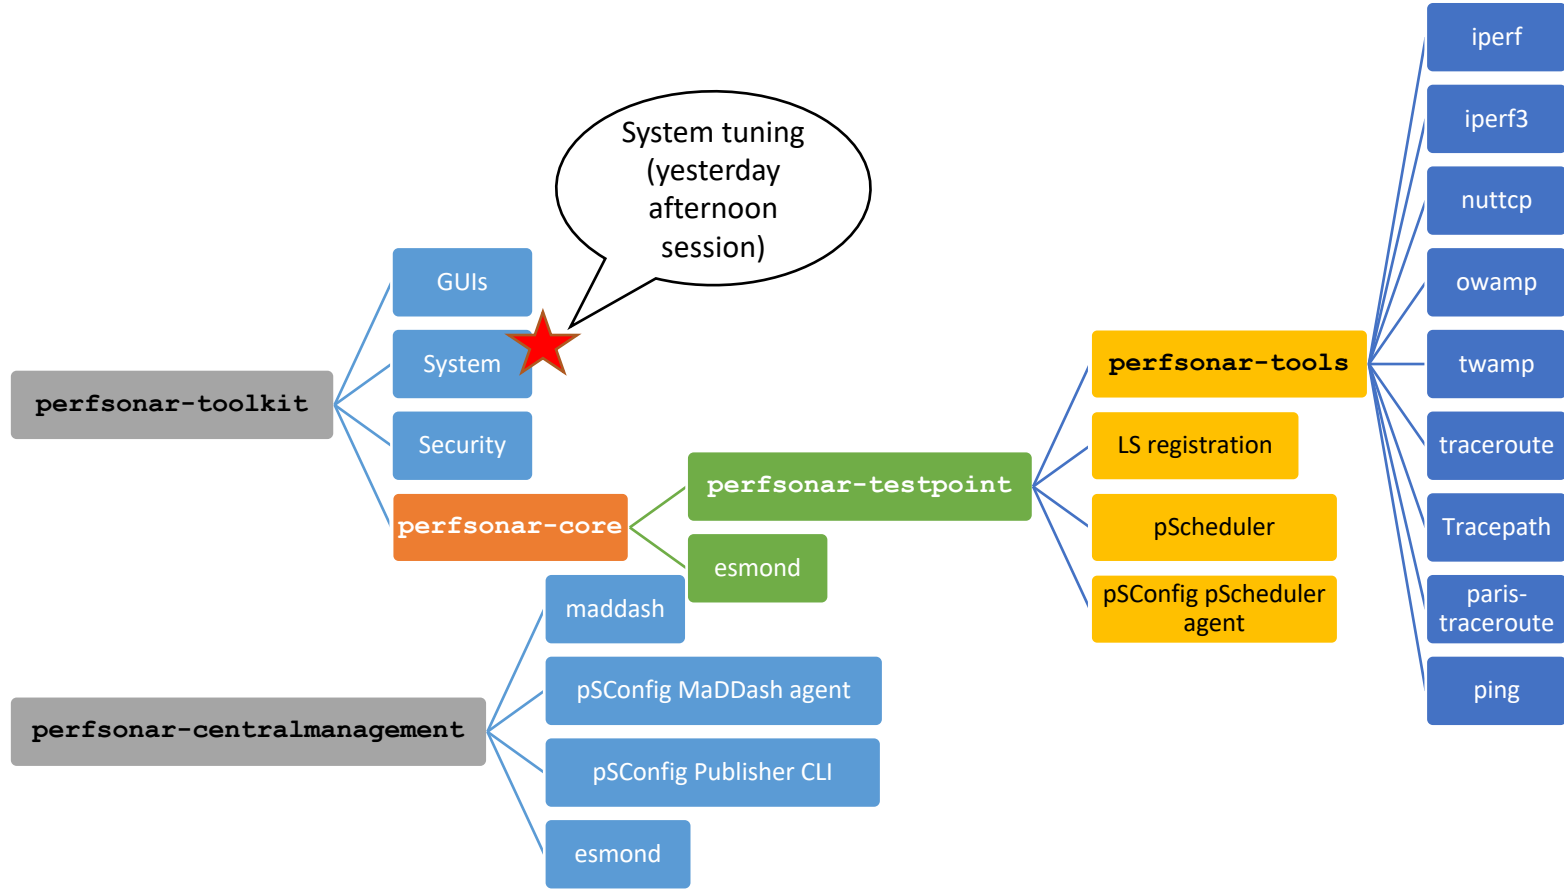 System tuning
(yesterday
afternoon
session)
GUIs
System
Security
perfsonar-toolkit
perfsonar-core
perfsonar-testpoint
esmond
perfsonar-tools
LS registration
pScheduler
pSConfig pScheduler
agent
iperf
iperf3
nuttcp
owamp
twamp
traceroute
Tracepath
paris-
traceroute
ping
perfsonar-centralmanagement
maddash
pSConfig MaDDash agent
pSConfig Publisher CLI
esmond